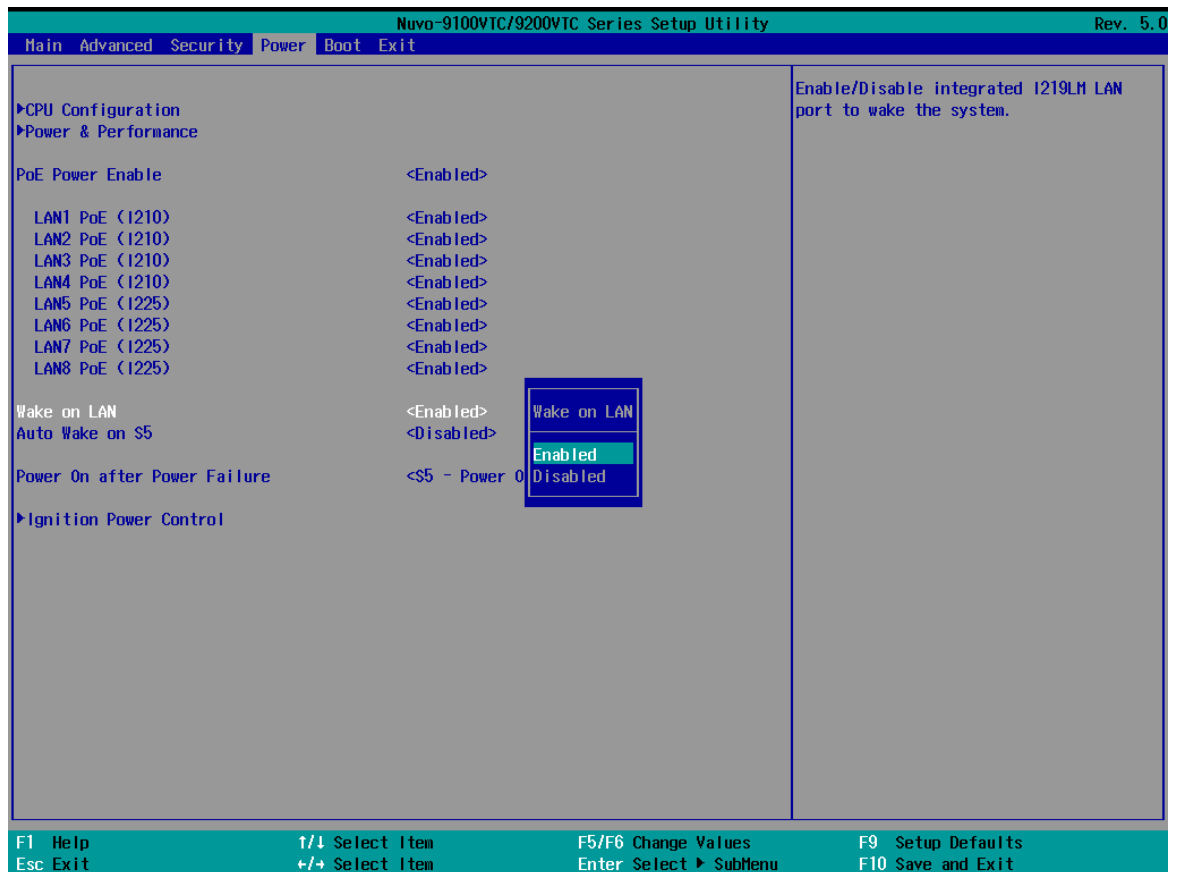 Nuvo-9100VTC/9200VTC Series Setup Utility Rev. 5.0
Main Advanced Security Power Boot Exit
Enable/Disable integrated I219LM LAN
port to wake the system.
▶CPU Configuration
▶Power & Performance
PoE Power Enable <Enabled>
LAN1 PoE (I210) <Enabled>
LAN2 PoE (I210) <Enabled>
LAN3 PoE (I210) <Enabled>
LAN4 PoE (I210) <Enabled>
LAN5 PoE (I225) <Enabled>
LAN6 PoE (I225) <Enabled>
LAN7 PoE (I225) <Enabled>
LAN8 PoE (I225) <Enabled>
Wake on LAN <Enabled>
Auto Wake on S5 <Disabled>
Power On after Power Failure <S5 - Power O
▶Ignition Power Control
Wake on LAN
Enabled
Disabled
F1 Help ↑/↓ Select Item F5/F6 Change Values F9 Setup Defaults
Esc Exit ←/→ Select Item Enter Select ▶ SubMenu F10 Save and Exit